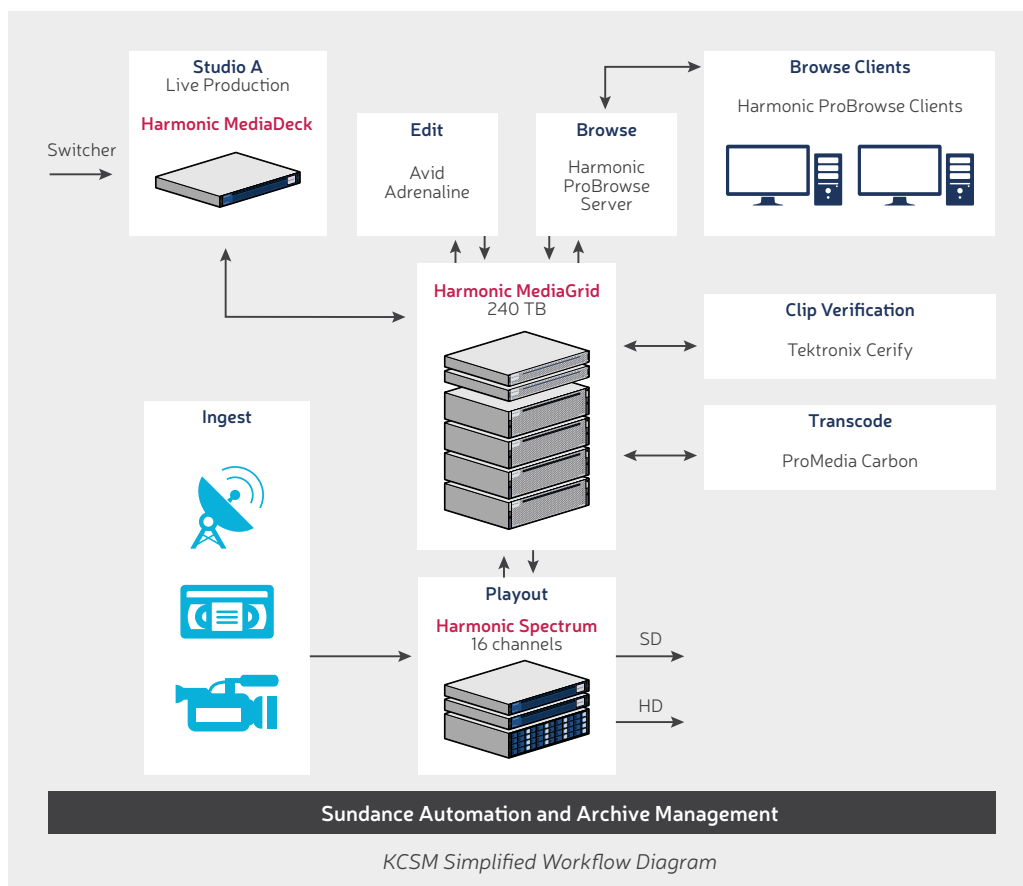 Studio A
Live Production
Harmonic MediaDeck
Switcher
Edit
Avid
Adrenaline
Browse
Harmonic
ProBrowse
Server
Browse Clients
Harmonic ProBrowse Clients
Harmonic MediaGrid
240 TB
Clip Verification
Tektronix Cerify
Transcode
ProMedia Carbon
Ingest
Playout
Harmonic Spectrum
16 channels
SD
HD
Sundance Automation and Archive Management
KCSM Simplified Workflow Diagram